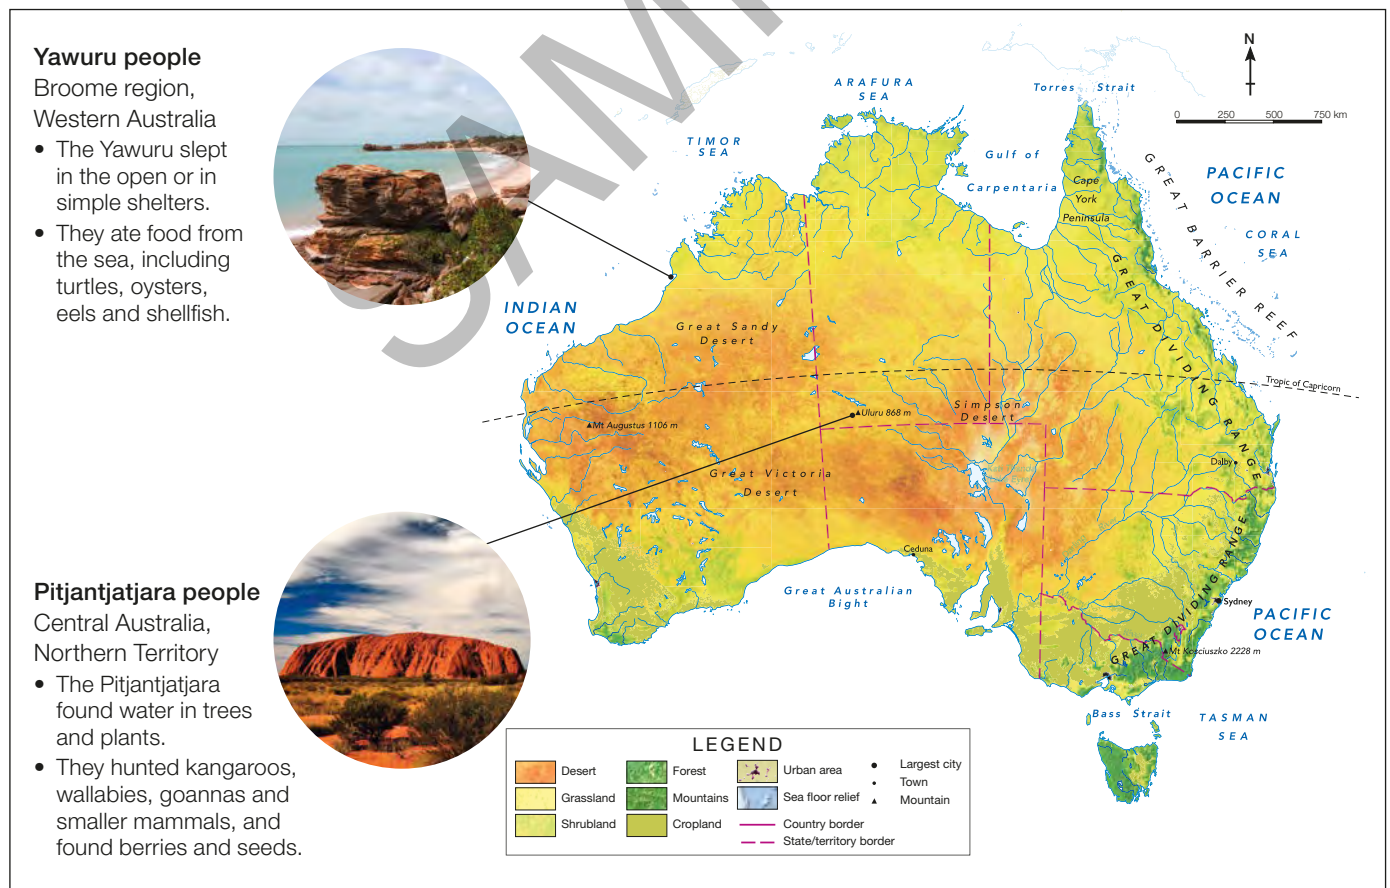 SAM
Yawuru people
Broome region,
Western Australia
• The Yawuru slept
in the open or in
simple shelters.
• They ate food from
the sea, including
turtles, oysters,
eels and shellfish.
Pitjantjatjara people
Central Australia,
Northern Territory
• The Pitjantjatjara
found water in trees
and plants.
• They hunted kangaroos,
wallabies, goannas and
smaller mammals, and
found berries and seeds.
N
0 250 500 750 km
ARAFURA
SEA
Torres Strait
TIMOR
SEA
Gulf of
Carpentaria
Cape
York
Peninsula
GREAT BARRIER REEF
PACIFIC
OCEAN
CORAL
SEA
INDIAN
OCEAN
Great Sandy
Desert
GREAT DIVIDING RANGE
Tropic of Capricorn
Uluru 868 m
Simpson
Desert
Mt Augustus 1106 m
Great Victoria
Desert
Dalby
Ceduna
Great Australian
Bight
GREAT DIVIDING RANGE
Sydney
PACIFIC
OCEAN
Mt Kosciuszko 2228 m
Bass Strait
TASMAN
SEA
LEGEND
Desert
Grassland
Shrubland
Forest
Mountains
Cropland
Urban area
Sea floor relief
Country border
State/territory border
Largest city
Town
Mountain